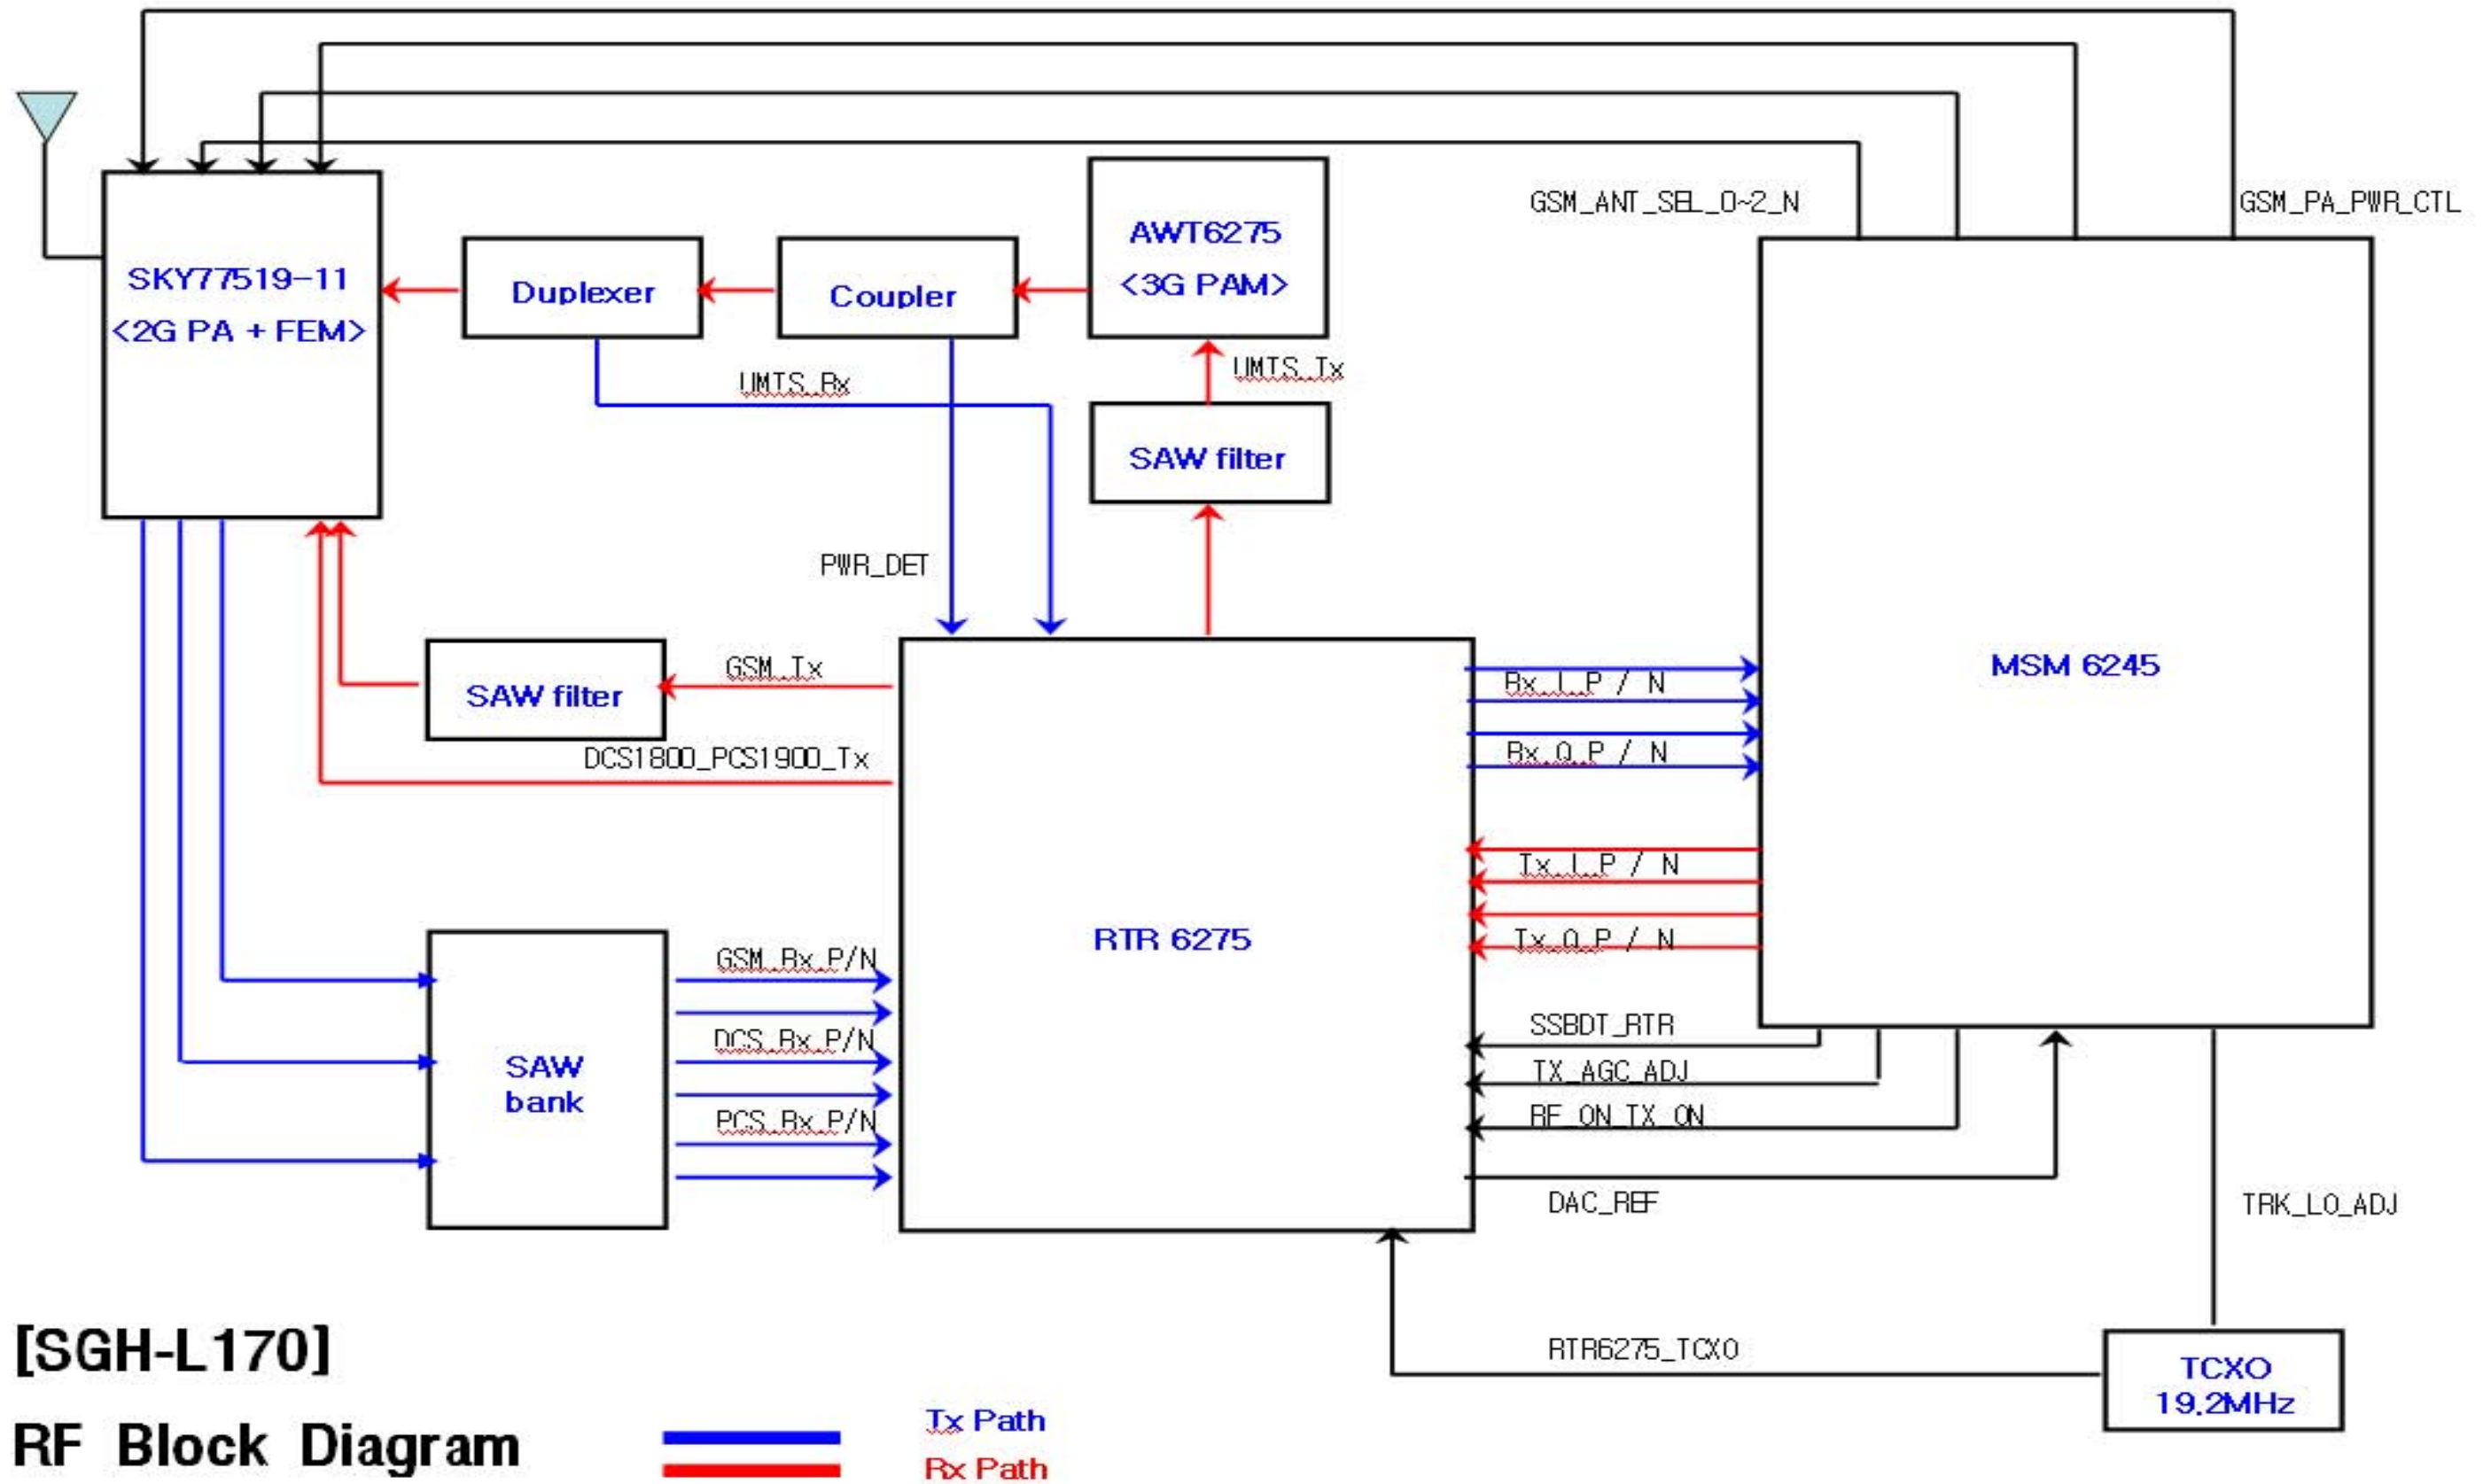 GSM_ANT_SEL_0~2_N
GSM_PA_PWR_CTL
SKY77519-11
<2G PA + FEM>
Duplexer
Coupler
AWT6275
<3G PAM>
UMTS_Rx
UMTS_Tx
SAW filter
PWR_DET
MSM 6245
SAW filter
GSM_Tx
DCS1800_PCS1900_Tx
Rx_I_P / N
Rx_Q_P / N
Tx_I_P / N
Tx_Q_P / N
RTR 6275
SAW
bank
GSM_Rx_P/N
DCS_Rx_P/N
PCS_Rx_P/N
SSBDT_RTR
TX_AGC_ADJ
RF_ON_TX_ON
DAC_REF
TRK_LO_ADJ
RTR6275_TCXO
TCXO
19.2MHz
[SGH-L170]
RF Block Diagram
Tx Path
Rx Path